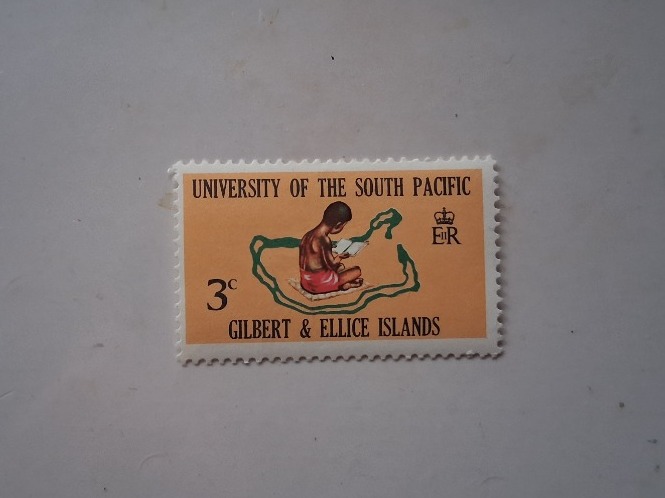 UNIVERSITY OF THE SOUTH PACIFIC
EIIR
3c
GILBERT & ELLICE ISLANDS